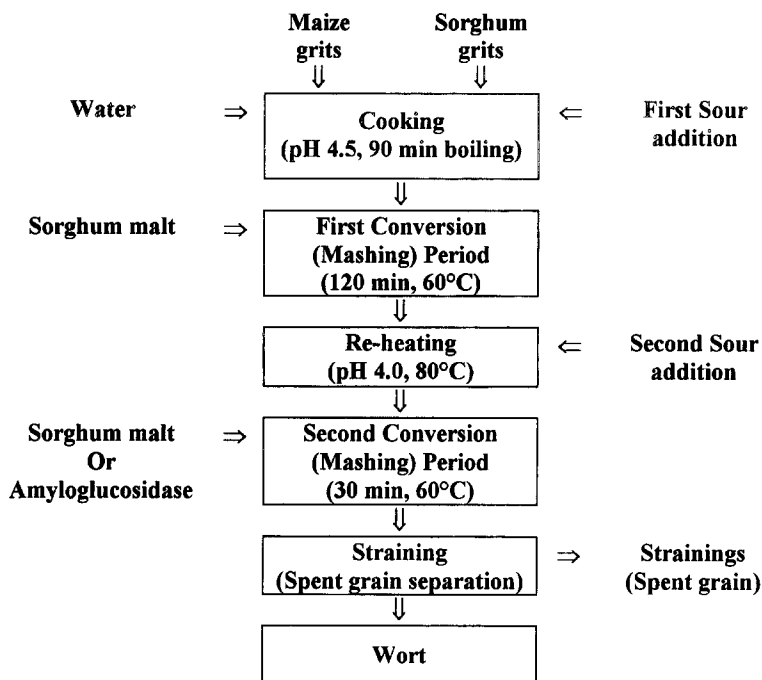 Maize
grits
Sorghum
grits
Water
Cooking
(pH 4.5, 90 min boiling)
First Sour
addition
Sorghum malt
First Conversion
(Mashing) Period
(120 min, 60°C)
Re-heating
(pH 4.0, 80°C)
Second Sour
addition
Sorghum malt
Or
Amyloglucosidase
Second Conversion
(Mashing) Period
(30 min, 60°C)
Straining
(Spent grain separation)
Strainings
(Spent grain)
Wort